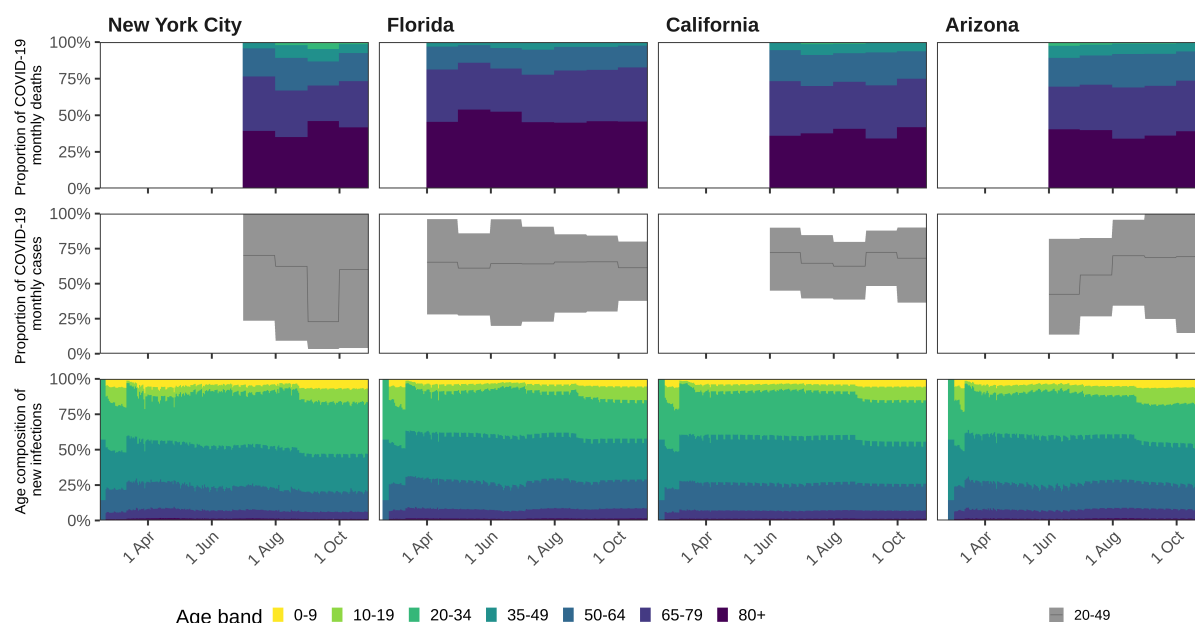 New York City Florida California Arizona
Proportion of COVID-19
monthly deaths
100%
75%
50%
25%
0%
Proportion of COVID-19
monthly cases
100%
75%
50%
25%
0%
Age composition of
new infections
100%
75%
50%
25%
0%
1 Apr 1 Jun 1 Aug 1 Oct 1 Apr 1 Jun 1 Aug 1 Oct 1 Apr 1 Jun 1 Aug 1 Oct 1 Apr 1 Jun 1 Aug 1 Oct
Age band 0-9 10-19 20-34 35-49 50-64 65-79 80+ 20-49